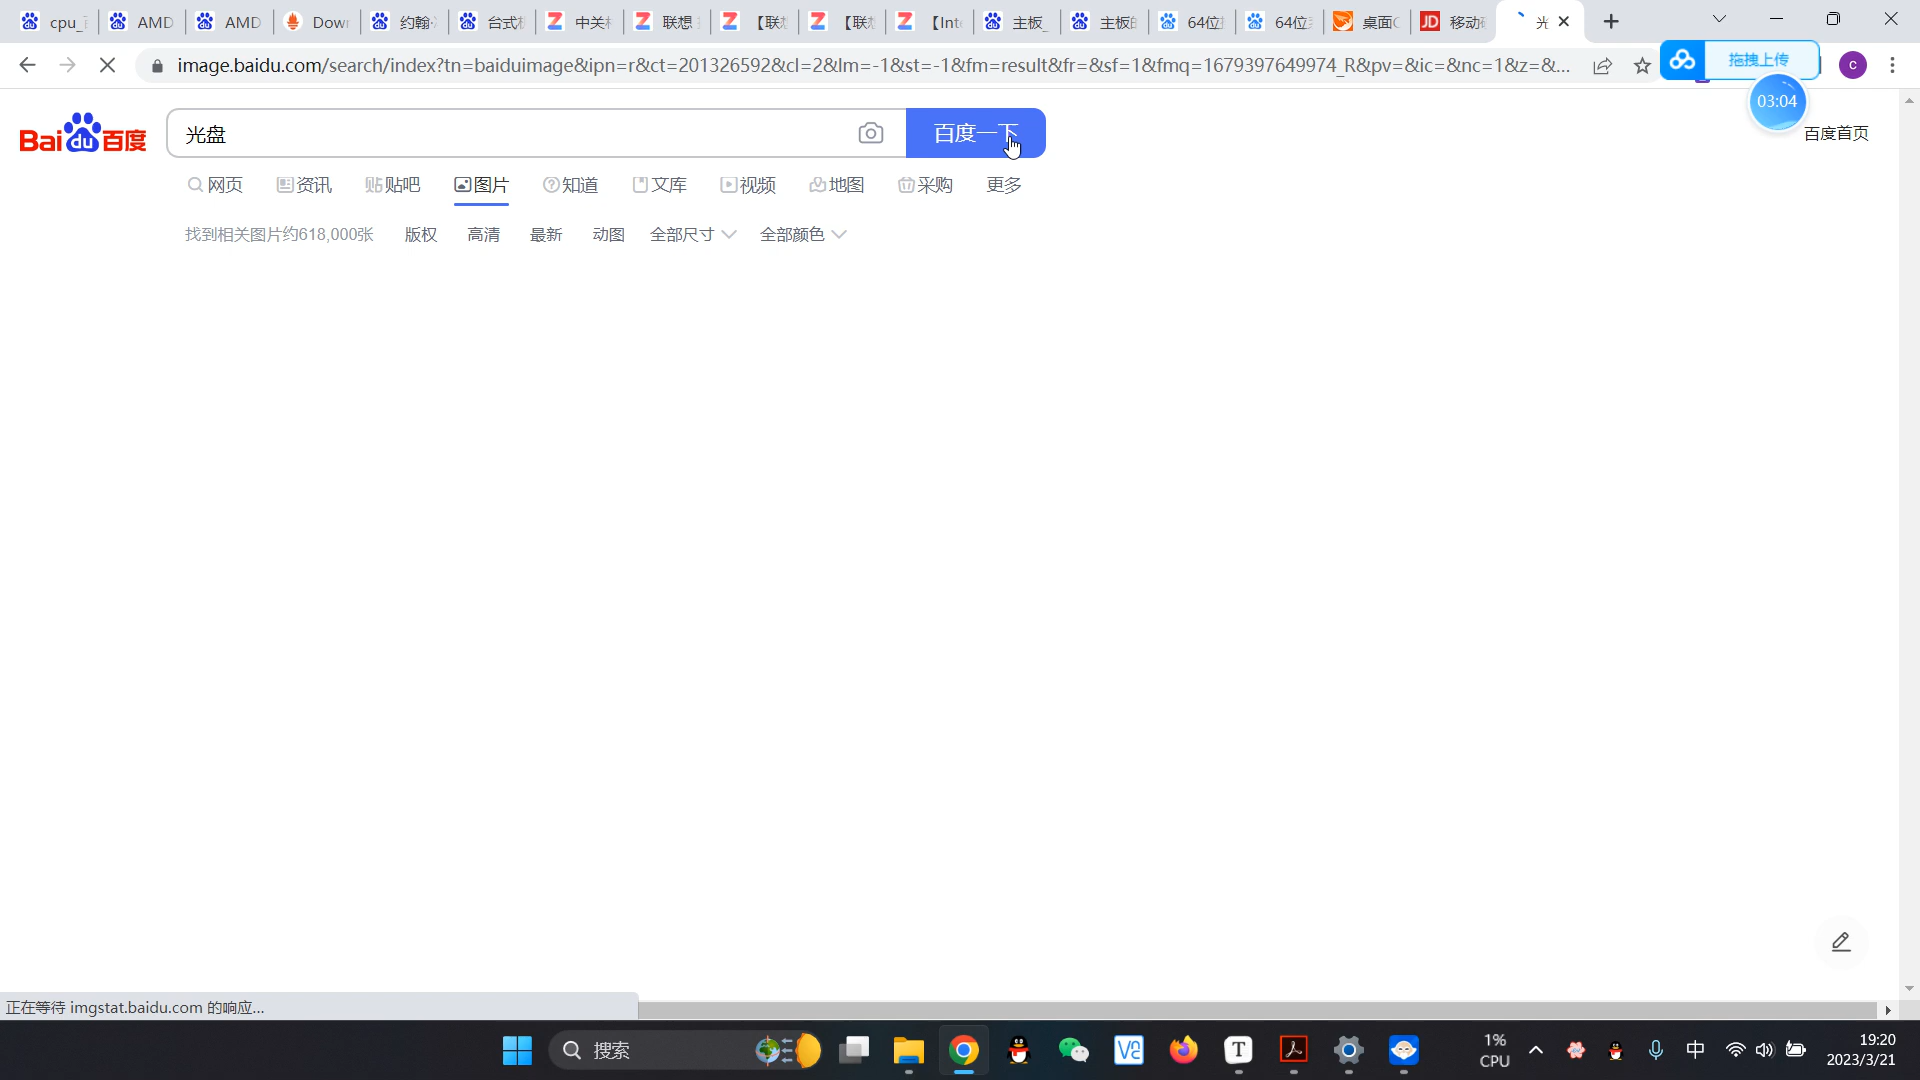 cpu_
AMD
AMD
Dow
约翰
台式
中关
联想
【联
【联
【Int
主板_
主板
64位
64位
桌面
JD 移动
光
image.baidu.com/search/index?tn=baiduimage&ipn=r&ct=201326592&cl=2&lm=-1&st=-1&fm=result&fr=&sf=1&fmq=1679397649974_R&pv=&ic=&nc=1&z=&...
拖拽上传
C
03:04
Bai du 百度
光盘
百度一下
百度首页
网页 资讯 贴吧 图片 知道 文库 视频 地图 采购 更多
找到相关图片约618,000张 版权 高清 最新 动图 全部尺寸 全部颜色
正在等待 imgstat.baidu.com 的响应...
搜索
T
1%
CPU
中
19:20
2023/3/21